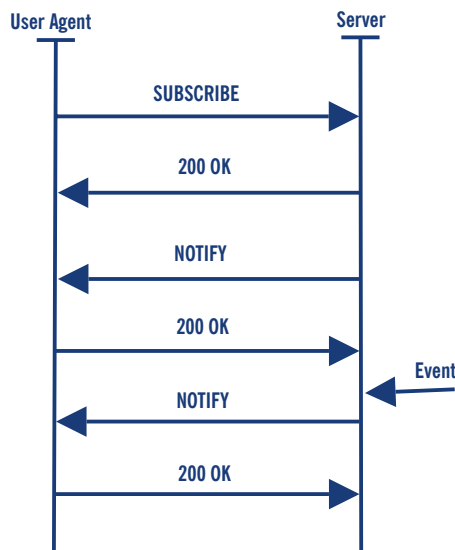 User Agent
Server
SUBSCRIBE
200 OK
NOTIFY
200 OK
Event
NOTIFY
200 OK